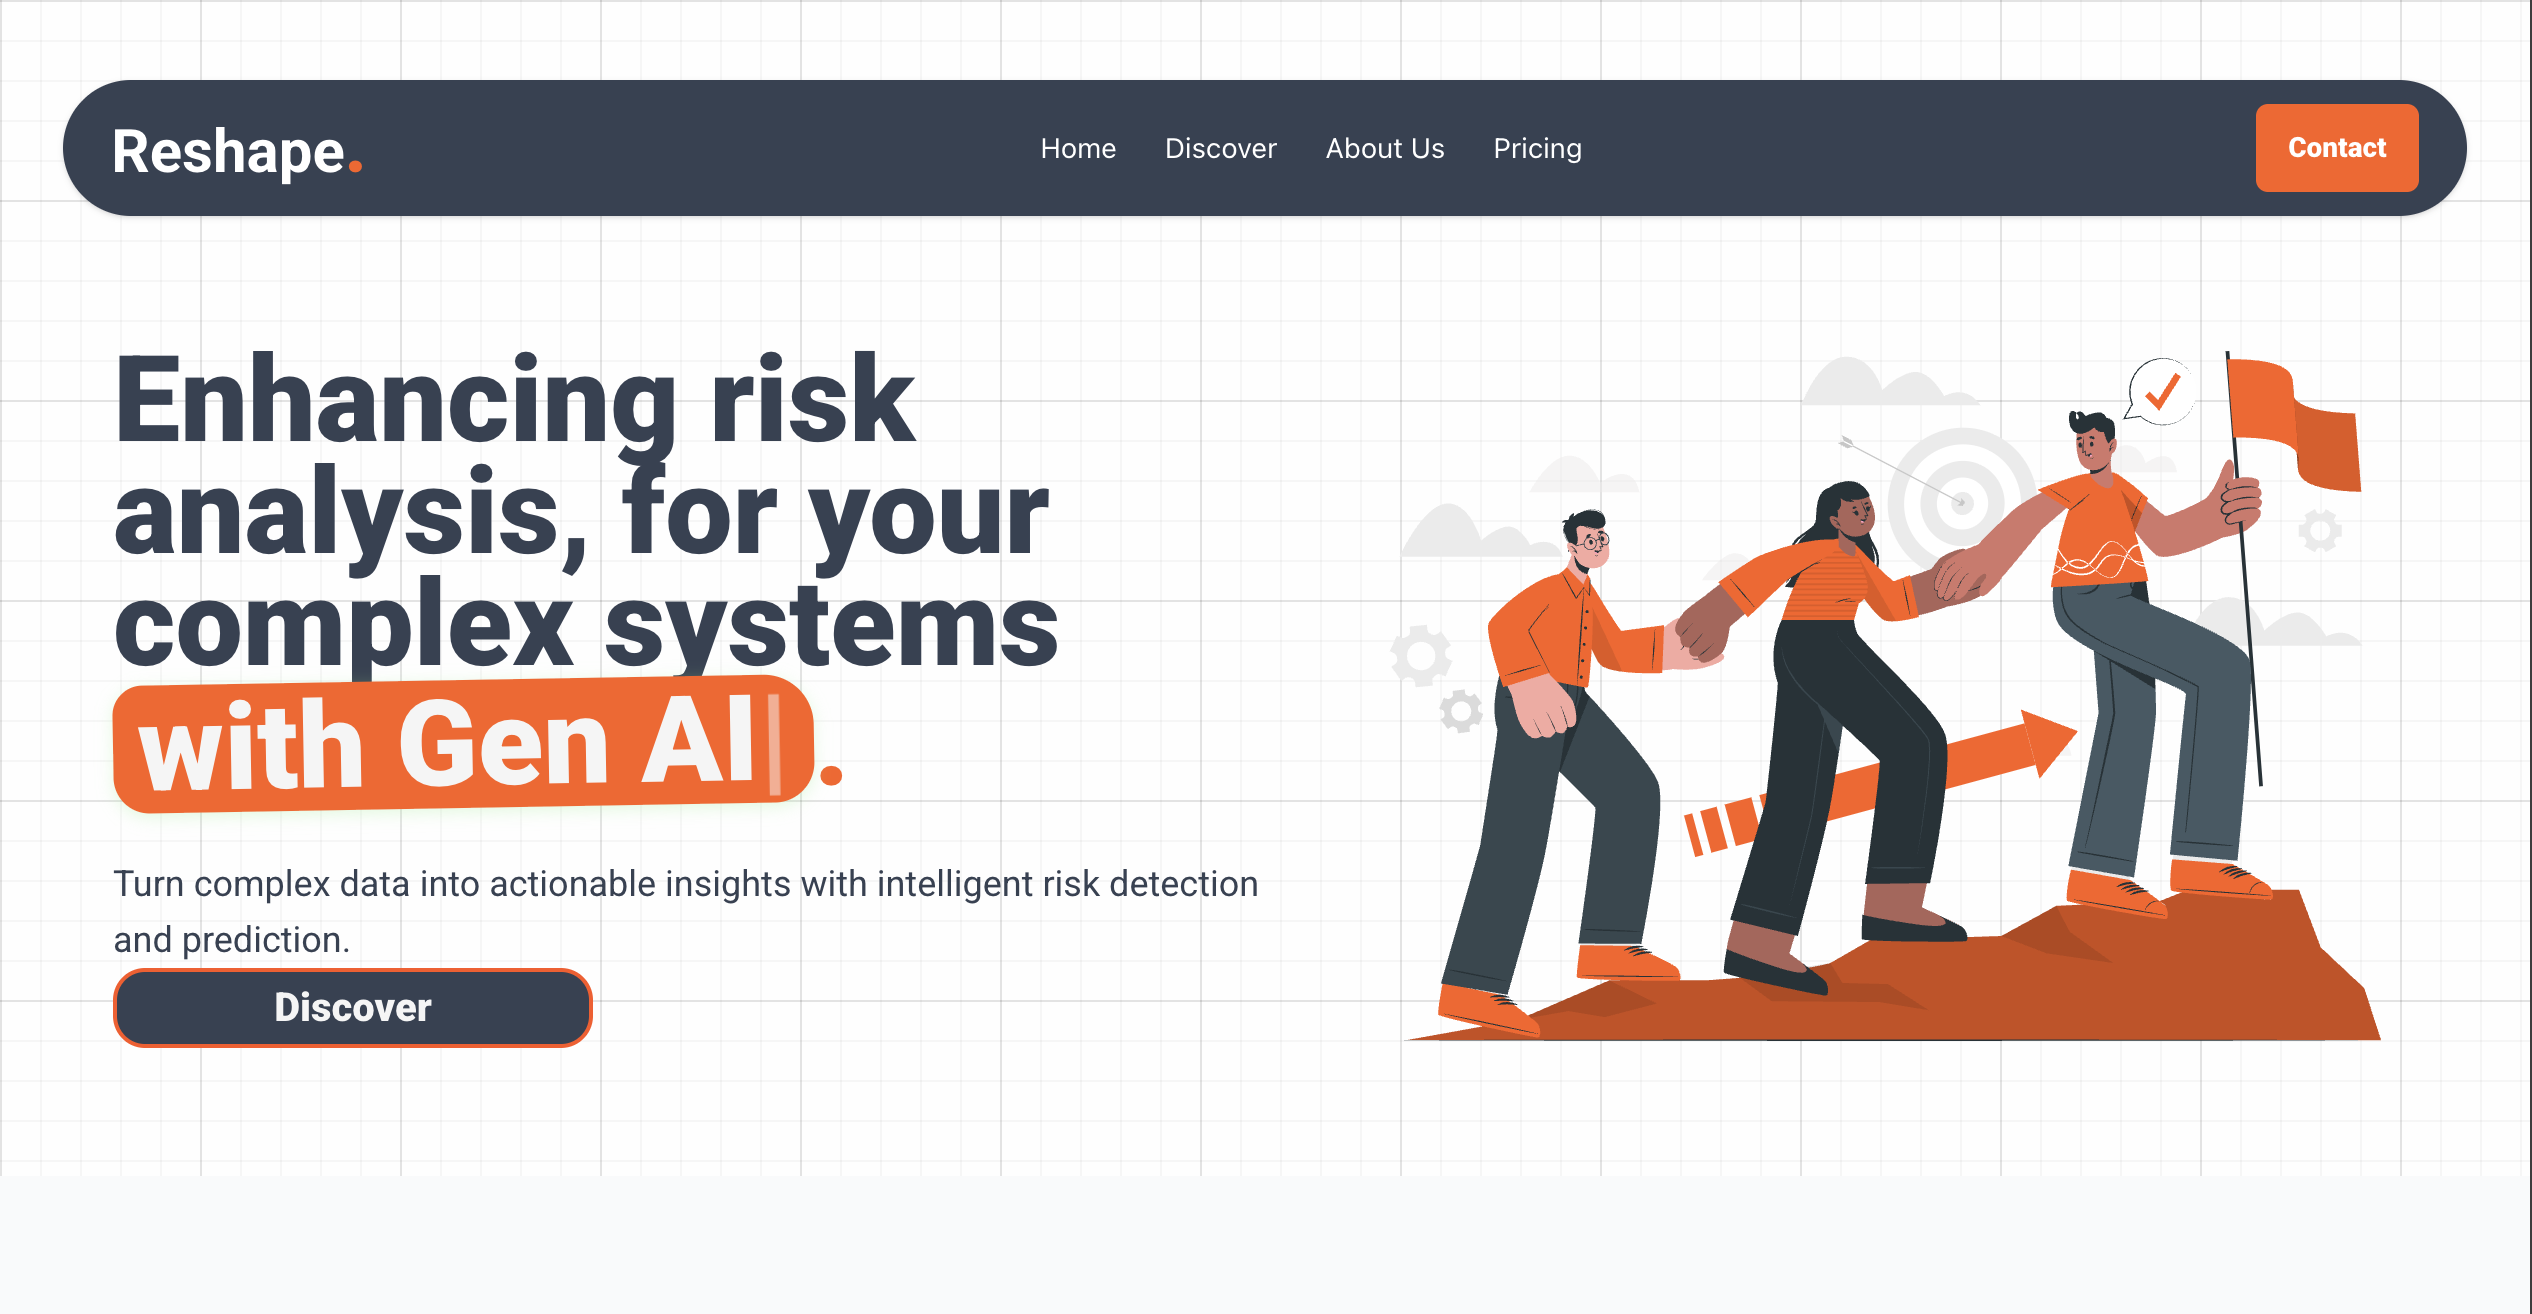 Reshape.
Home Discover About Us Pricing
Contact
Enhancing risk
analysis, for your
complex systems
with Gen AI.
Turn complex data into actionable insights with intelligent risk detection
and prediction.
Discover